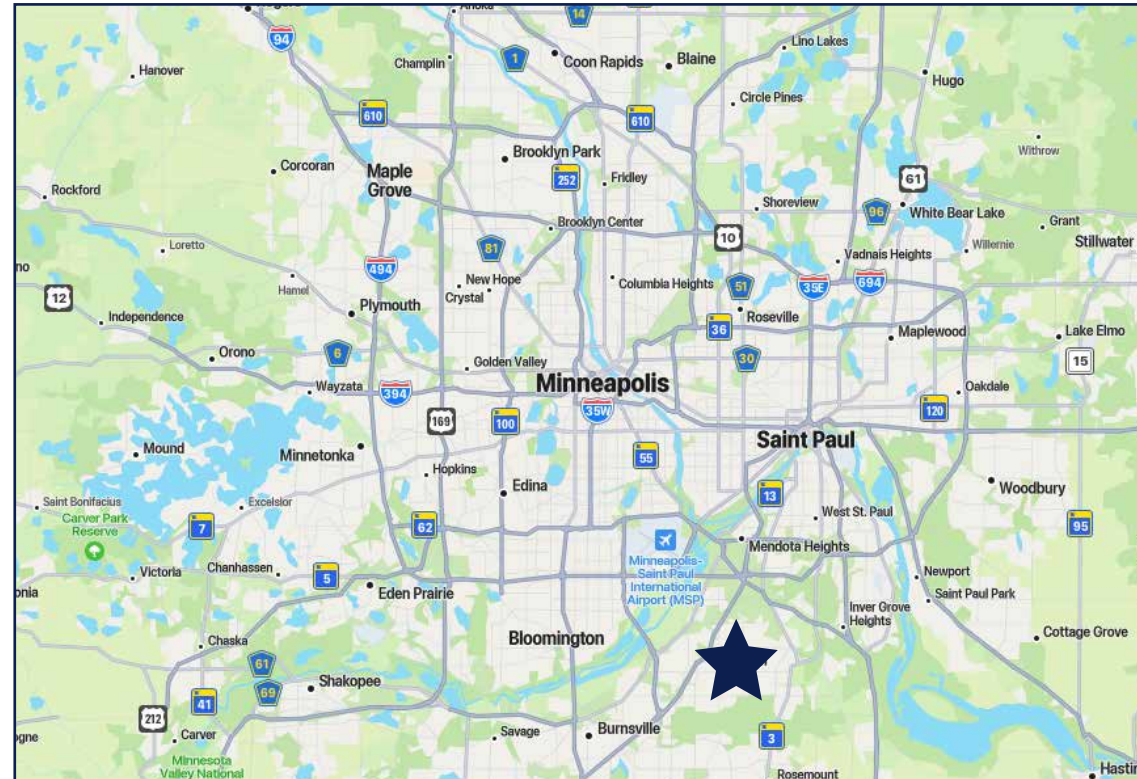 Anoka
14
94
Lino Lakes
Hanover
Champlin
1
Coon Rapids
Blaine
Hugo
Circle Pines
610
610
Withrow
Brooklyn Park
Corcoran
Maple
Grove
252
Fridley
61
Rockford
Shoreview
96
White Bear Lake
Brooklyn Center
Grant
10
Stillwater
Loretto
81
Willernie
Vadnais Heights
494
New Hope
Columbia Heights
51
35E
694
Hamel
Crystal
12
Plymouth
Roseville
Independence
36
Maplewood
Lake Elmo
Orono
6
Golden Valley
30
15
Wayzata
394
Minneapolis
Oakdale
35W
120
169
100
Saint Paul
Mound
Minnetonka
55
Hopkins
Edina
13
Woodbury
Saint Bonifacius
Excelsior
West St. Paul
Carver Park
Reserve
7
62
95
Mendota Heights
Victoria
Chanhassen
5
Minneapolis-
Saint Paul
International
Airport (MSP)
Newport
Eden Prairie
Saint Paul Park
Inver Grove
Heights
Bloomington
Cottage Grove
Chaska
61
69
Shakopee
41
212
Carver
Savage
Burnsville
3
Minnesota
Valley National
Rosemount